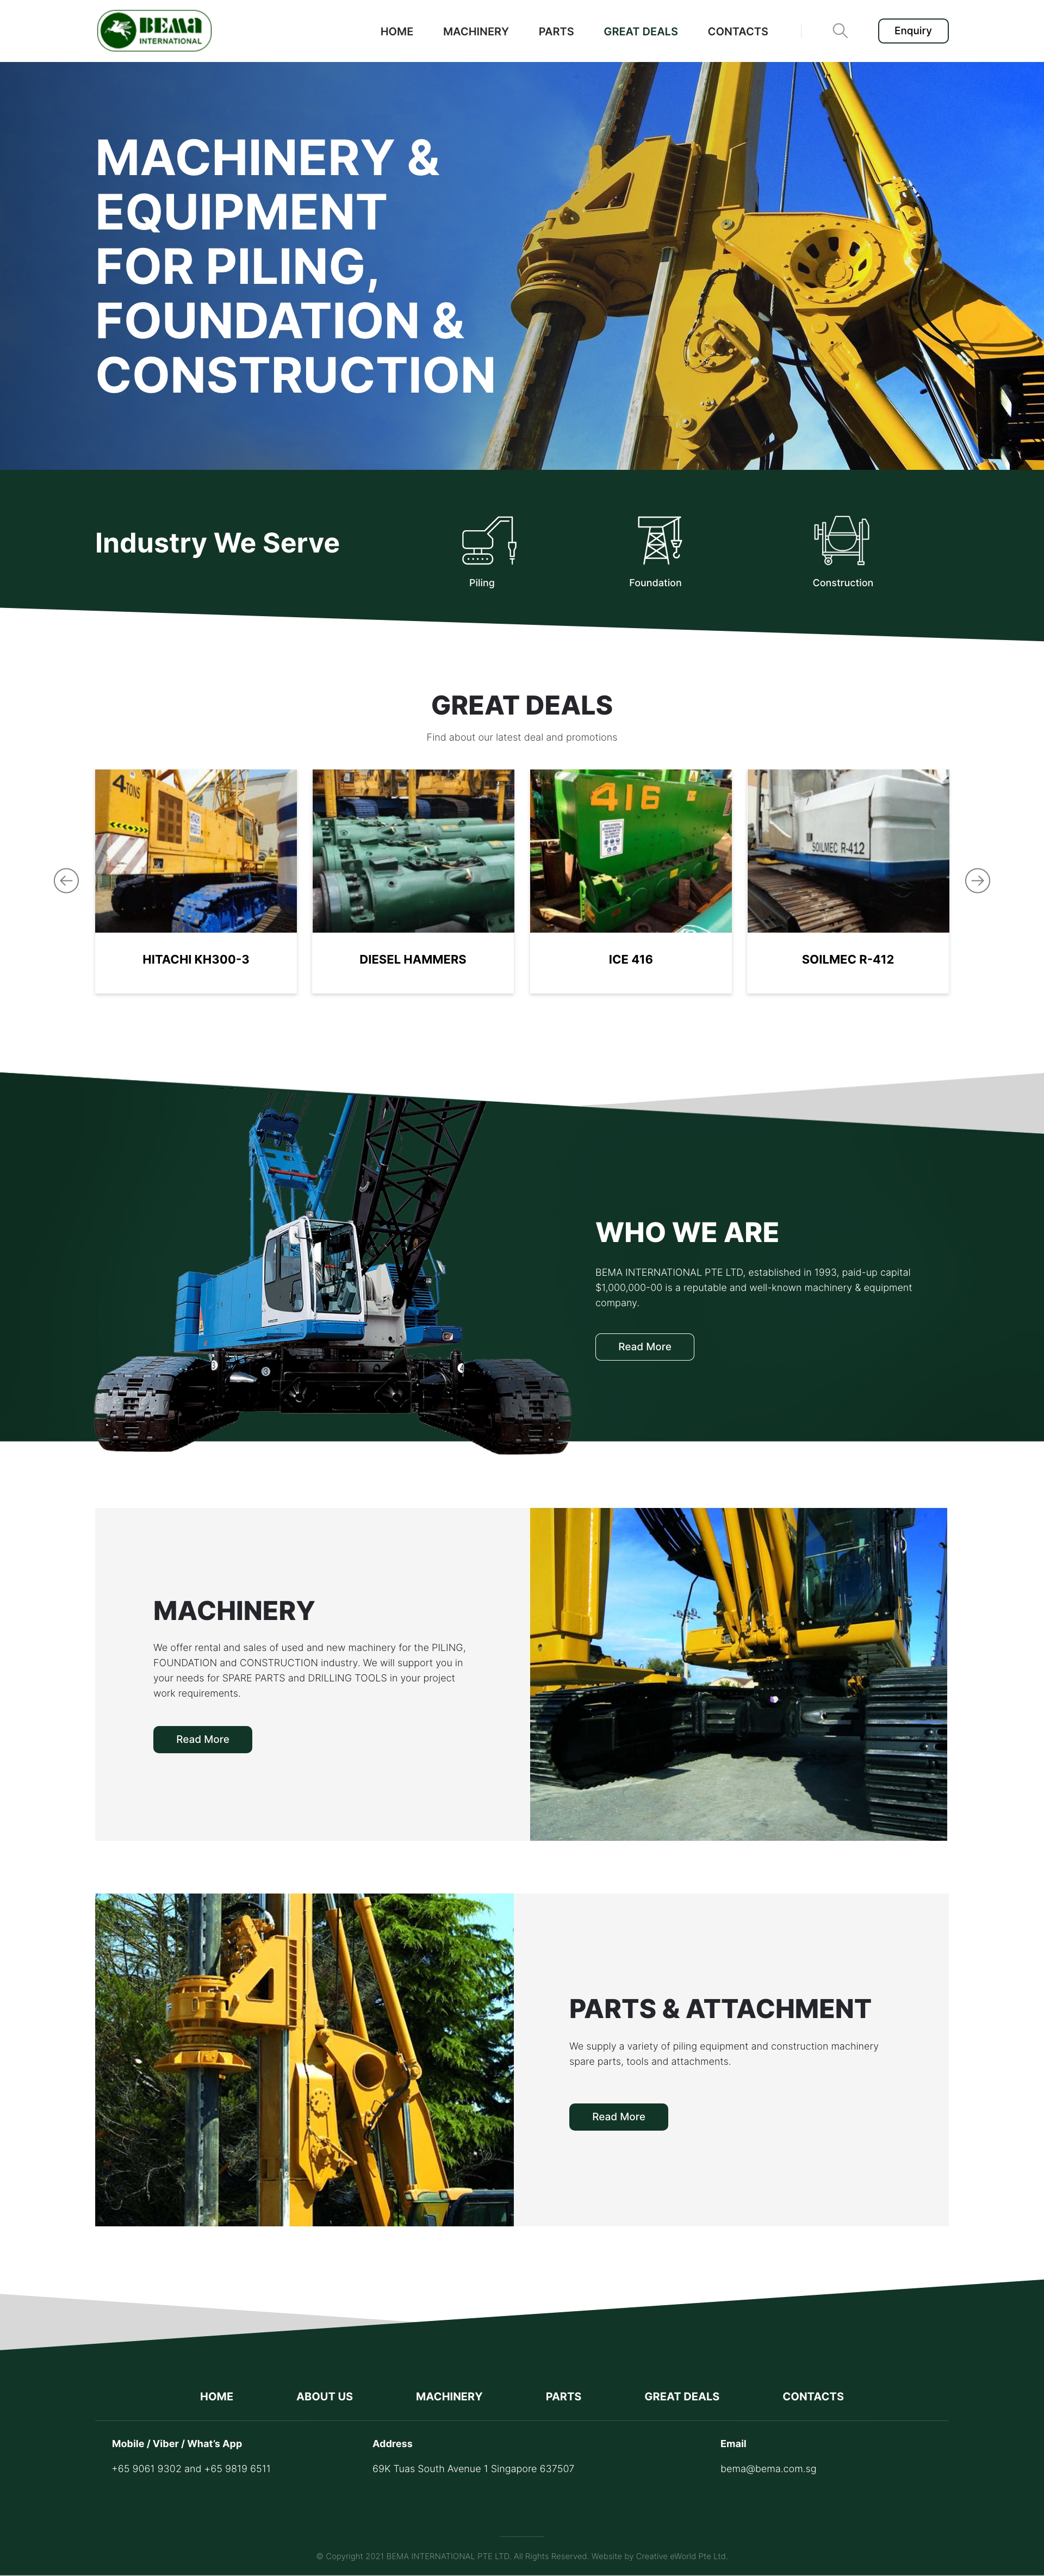 BEMA
INTERNATIONAL
HOME
MACHINERY
PARTS
GREAT DEALS
CONTACTS
Enquiry
MACHINERY &
EQUIPMENT
FOR PILING,
FOUNDATION &
CONSTRUCTION
Industry We Serve
Piling
Foundation
Construction
GREAT DEALS
Find about our latest deal and promotions
4-TONS
416
SOILMEC R-412
HITACHI KH300-3
DIESEL HAMMERS
ICE 416
SOILMEC R-412
WHO WE ARE
BEMA INTERNATIONAL PTE LTD, established in 1993, paid-up capital
$1,000,000-00 is a reputable and well-known machinery & equipment
company.
Read More
MACHINERY
We offer rental and sales of used and new machinery for the PILING,
FOUNDATION and CONSTRUCTION industry. We will support you in
your needs for SPARE PARTS and DRILLING TOOLS in your project
work requirements.
Read More
PARTS & ATTACHMENT
We supply a variety of piling equipment and construction machinery
spare parts, tools and attachments.
Read More
HOME
ABOUT US
MACHINERY
PARTS
GREAT DEALS
CONTACTS
Mobile / Viber / What's App
Address
Email
+65 9061 9302 and +65 9819 6511
69K Tuas South Avenue 1 Singapore 637507
bema@bema.com.sg
© Copyright 2021 BEMA INTERNATIONAL PTE LTD. All Rights Reserved. Website by Creative eWorld Pte Ltd.